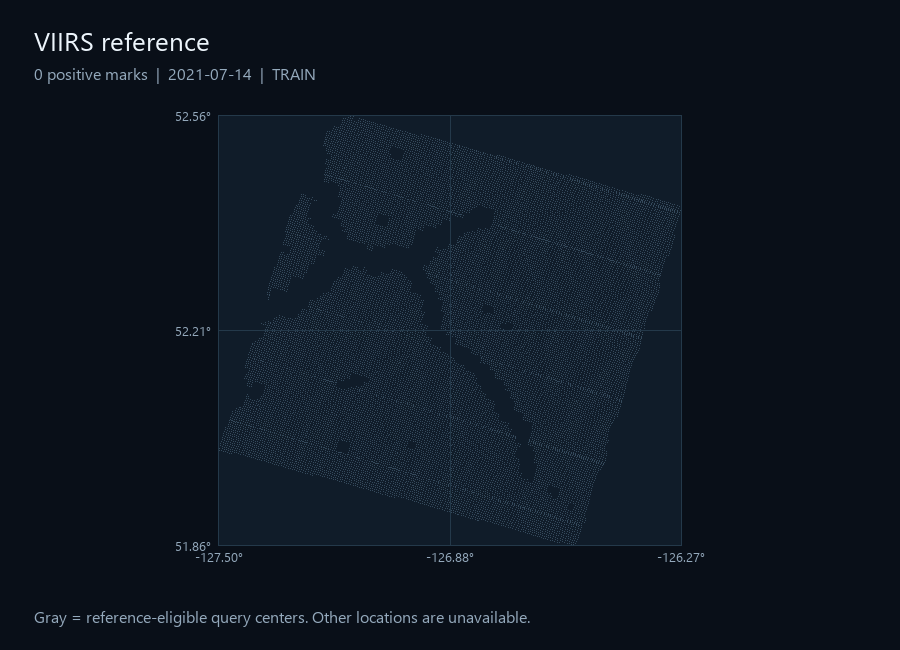 VIIRS reference
0 positive marks | 2021-07-14 | TRAIN
52.56°
52.21°
51.86°
-127.50°
-126.88°
-126.27°
Gray = reference-eligible query centers. Other locations are unavailable.